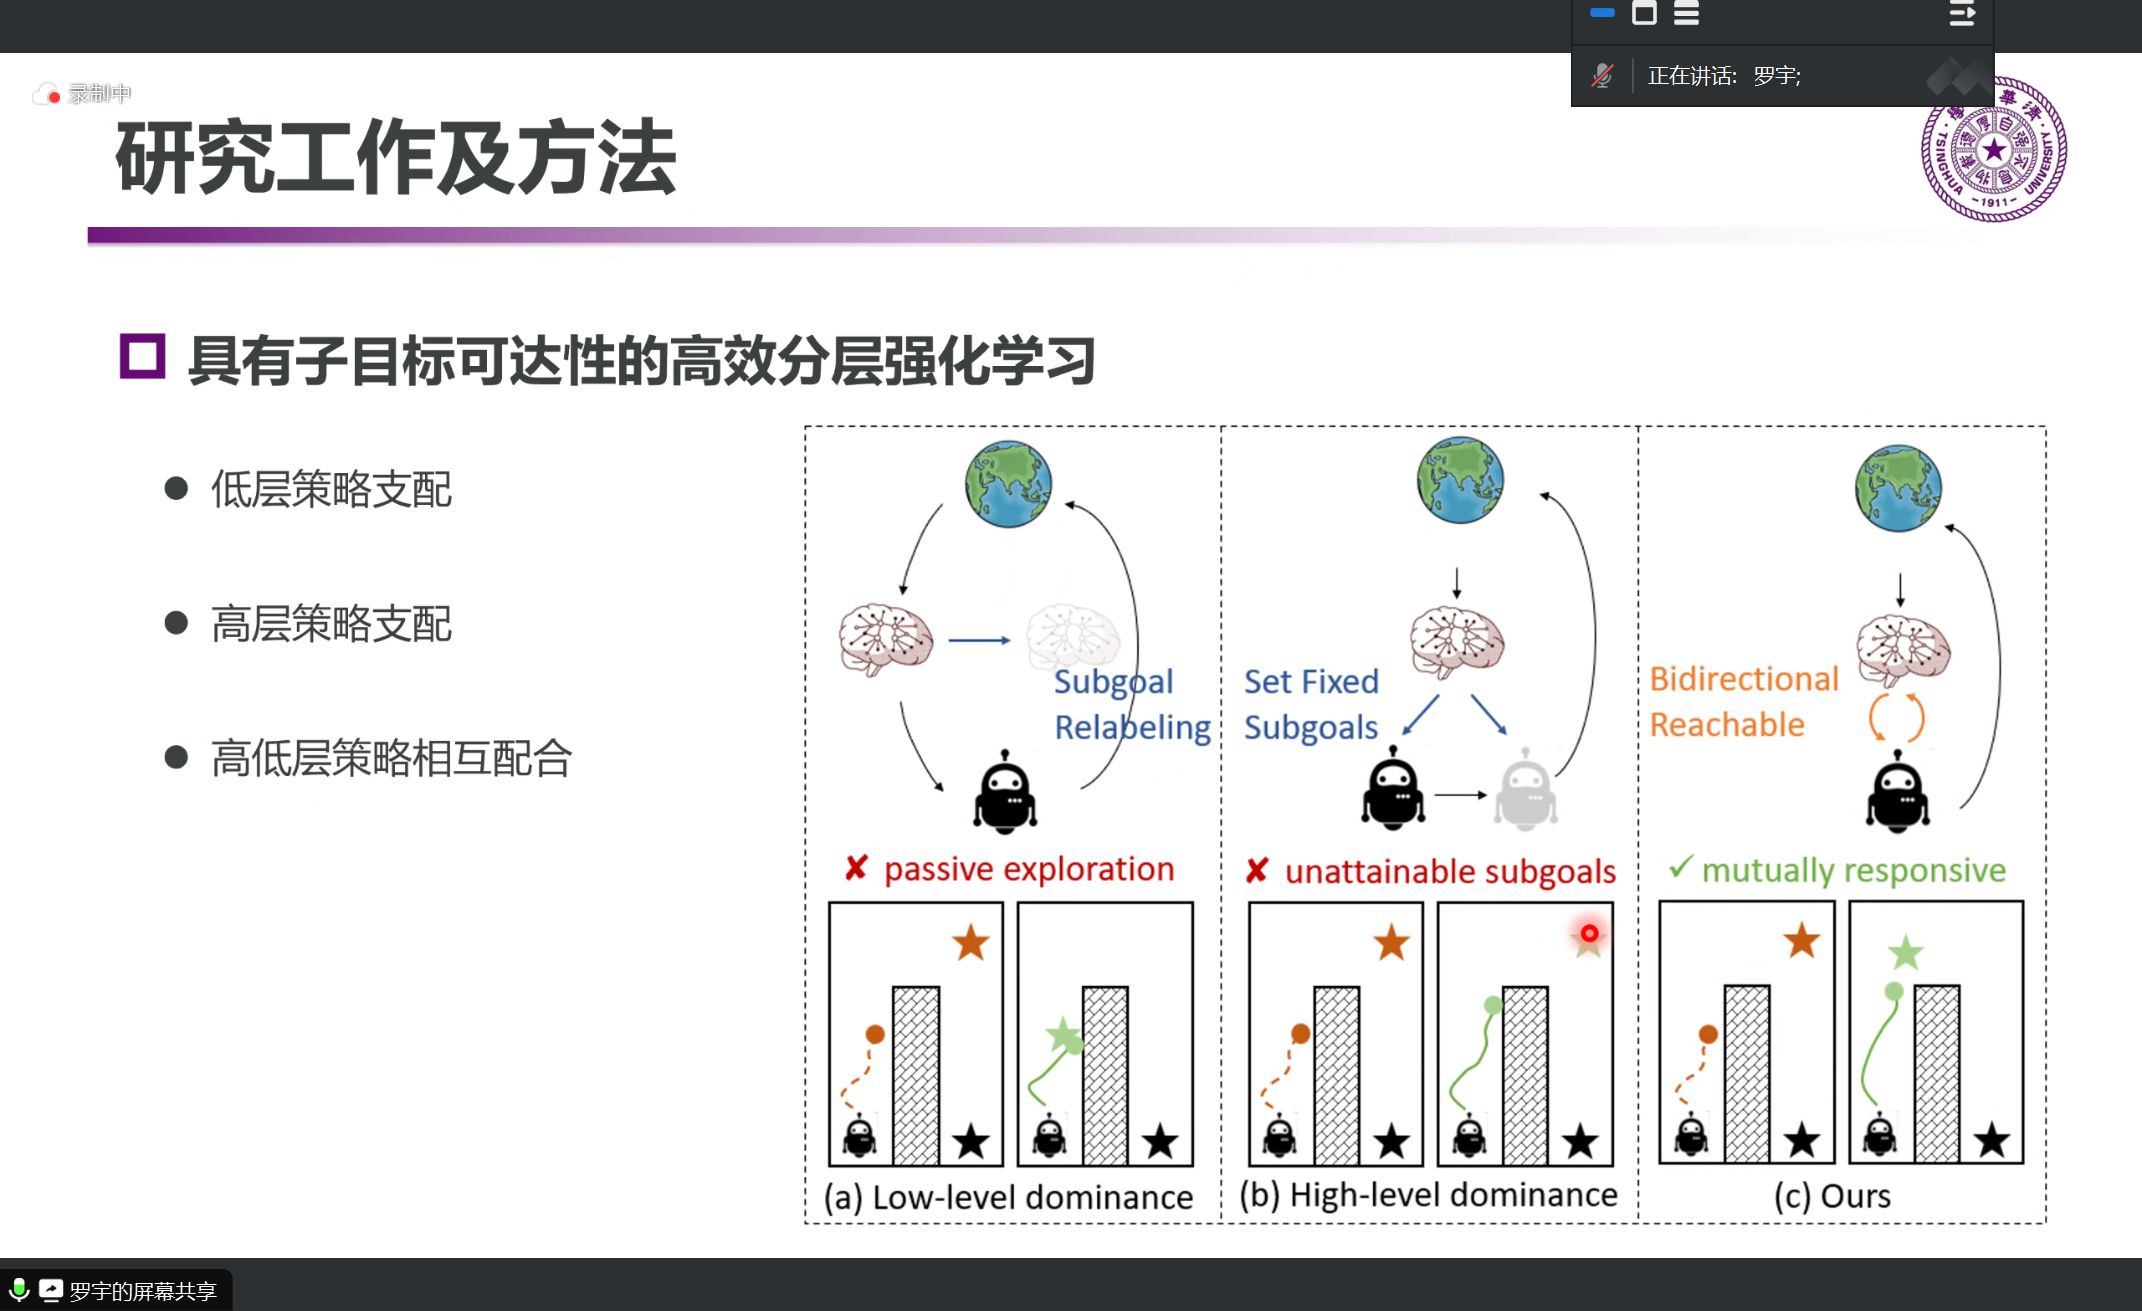 正在讲话: 罗宇;
录制中
研究工作及方法
TSINGHUA UNIVERSITY
-1911-
具有子目标可达性的高效分层强化学习
● 低层策略支配
● 高层策略支配
● 高低层策略相互配合
Subgoal
Relabeling
Set Fixed
Subgoals
Bidirectional
Reachable
✘ passive exploration
✘ unattainable subgoals
✓ mutually responsive
(a) Low-level dominance
(b) High-level dominance
(c) Ours
罗宇的屏幕共享